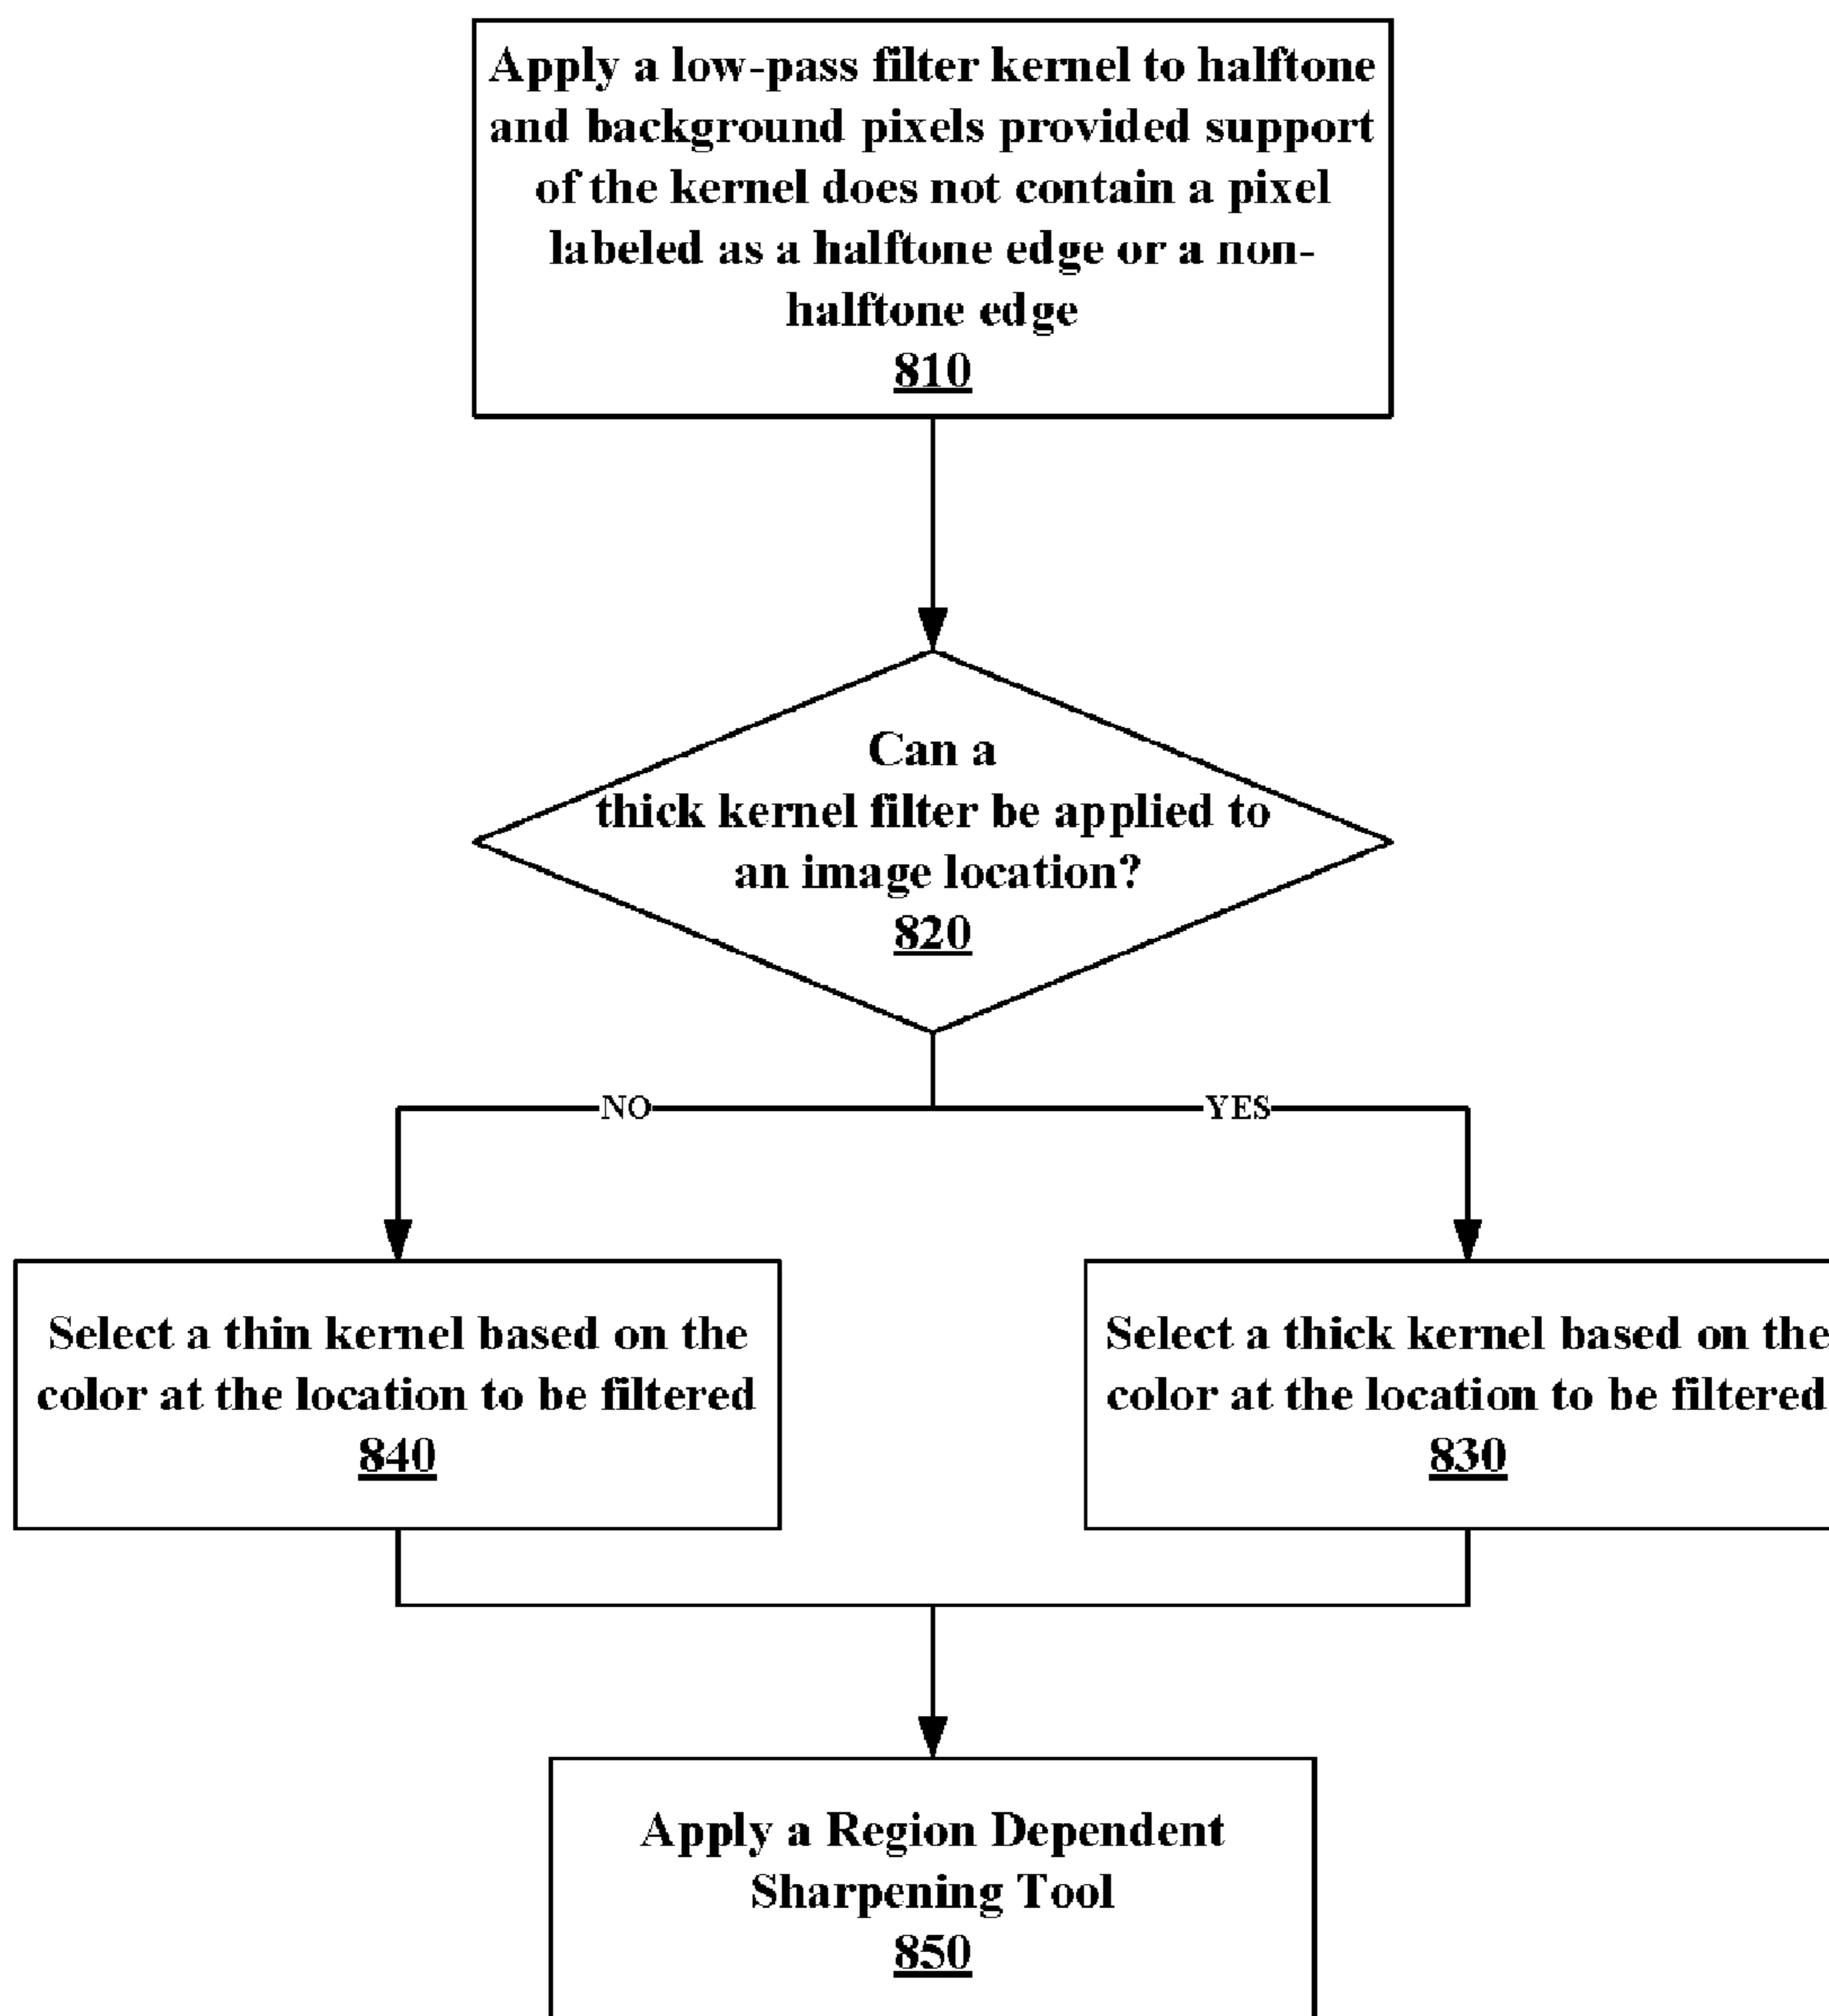 Apply a low-pass filter kernel to halftone
and background pixels provided support
of the kernel does not contain a pixel
labeled as a halftone edge or a non-
halftone edge
810
Can a
thick kernel filter be applied to
an image location?
820
NO
YES
Select a thin kernel based on the
color at the location to be filtered
840
Select a thick kernel based on the
color at the location to be filtered
830
Apply a Region Dependent
Sharpening Tool
850